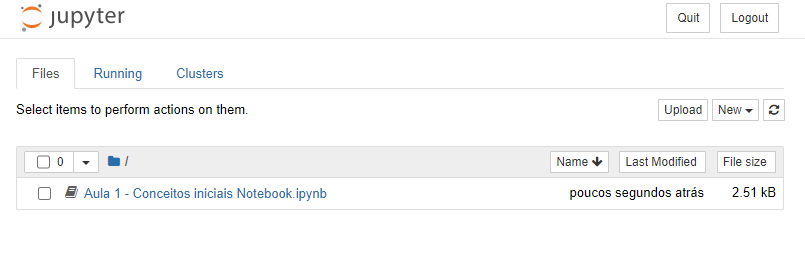 jupyter Quit Logout
Files Running Clusters
Select items to perform actions on them. Upload New
0 / Name Last Modified File size
Aula 1 - Conceitos iniciais Notebook.ipynb poucos segundos atrás 2.51 kB